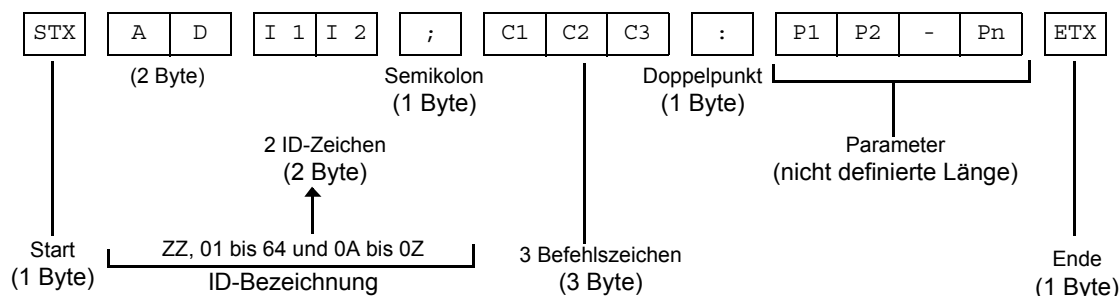 STX A D I 1 I 2 ; C1 C2 C3 : P1 P2 - Pn ETX
(2 Byte) Semikolon Doppelpunkt
(1 Byte) (1 Byte)
2 ID-Zeichen Parameter
(2 Byte) (nicht definierte Länge)
Start ZZ, 01 bis 64 und 0A bis 0Z 3 Befehlszeichen Ende
(1 Byte) ID-Bezeichnung (3 Byte) (1 Byte)